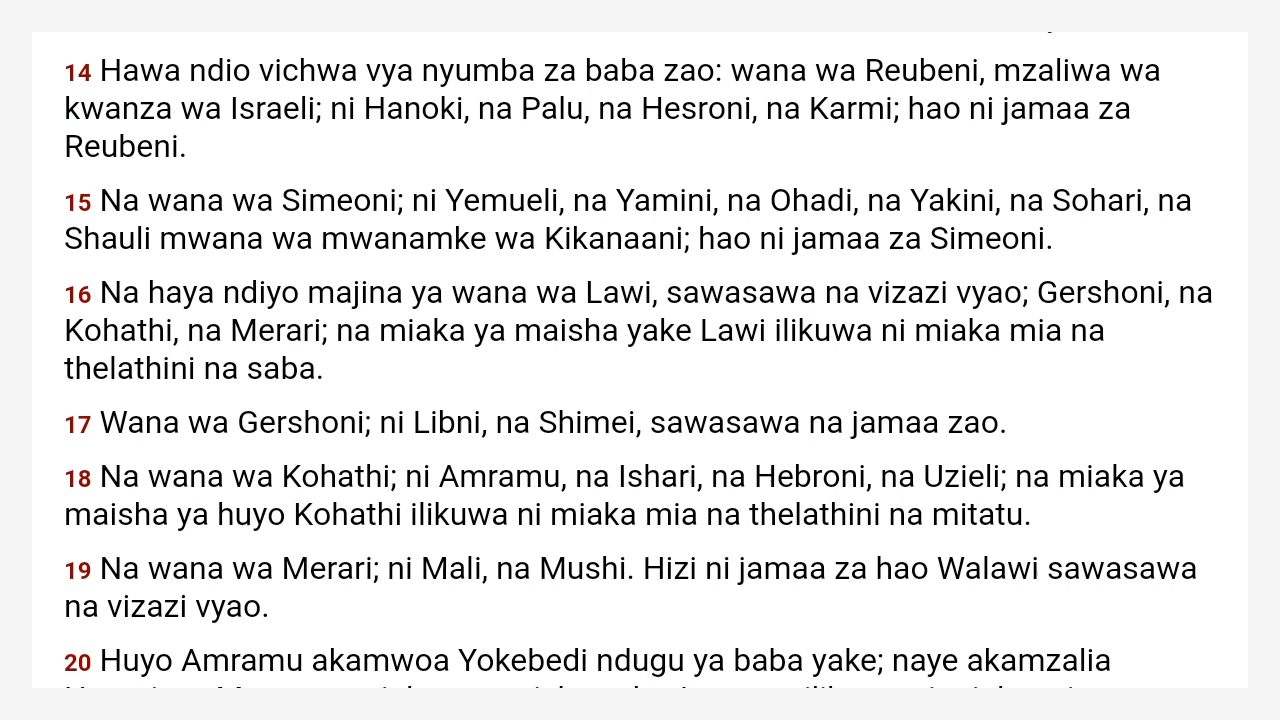 14 Hawa ndio vichwa vya nyumba za baba zao: wana wa Reubeni, mzaliwa wa
kwanza wa Israeli; ni Hanoki, na Palu, na Hesroni, na Karmi; hao ni jamaa za
Reubeni.
15 Na wana wa Simeoni; ni Yemueli, na Yamini, na Ohadi, na Yakini, na Sohari, na
Shauli mwana wa mwanamke wa Kikanaani; hao ni jamaa za Simeoni.
16 Na haya ndiyo majina ya wana wa Lawi, sawasawa na vizazi vyao; Gershoni, na
Kohathi, na Merari; na miaka ya maisha yake Lawi ilikuwa ni miaka mia na
thelathini na saba.
17 Wana wa Gershoni; ni Libni, na Shimei, sawasawa na jamaa zao.
18 Na wana wa Kohathi; ni Amramu, na Ishari, na Hebroni, na Uzieli; na miaka ya
maisha ya huyo Kohathi ilikuwa ni miaka mia na thelathini na mitatu.
19 Na wana wa Merari; ni Mali, na Mushi. Hizi ni jamaa za hao Walawi sawasawa
na vizazi vyao.
20 Huyo Amramu akamwoa Yokebedi ndugu ya baba yake; naye akamzalia